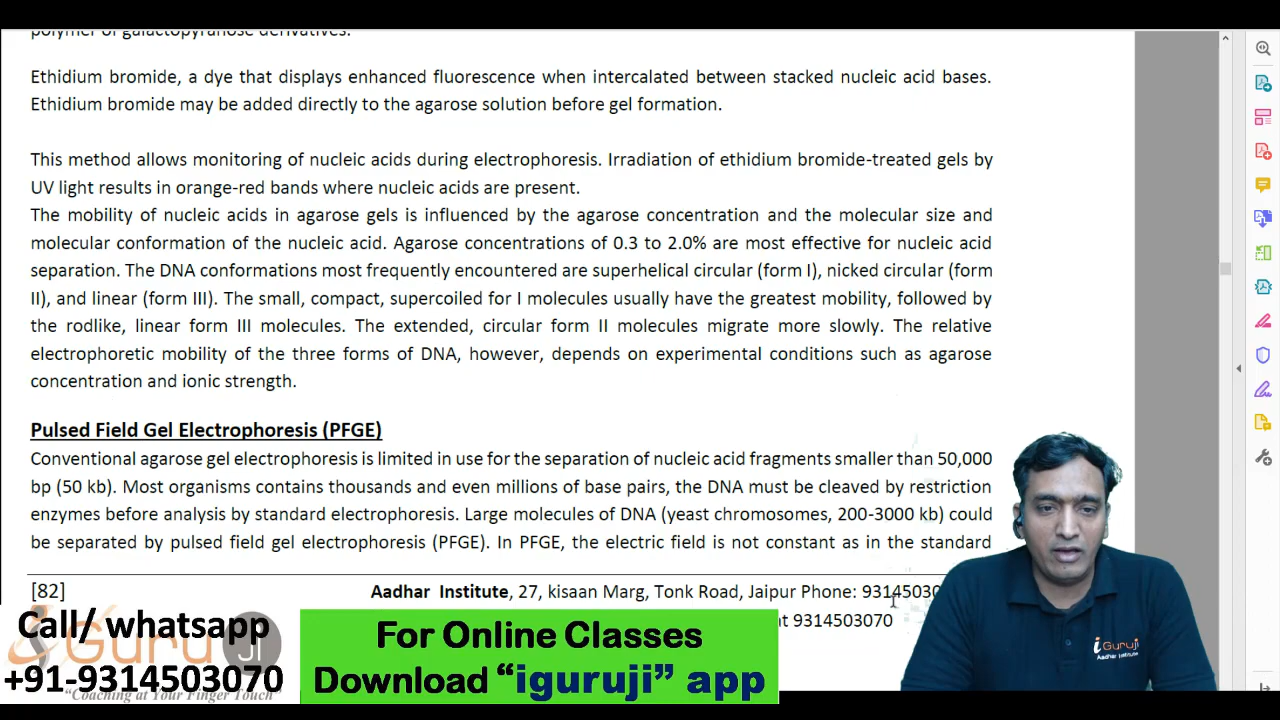 polymer of galactopyranose derivatives.
Ethidium bromide, a dye that displays enhanced fluorescence when intercalated between stacked nucleic acid bases.
Ethidium bromide may be added directly to the agarose solution before gel formation.
This method allows monitoring of nucleic acids during electrophoresis. Irradiation of ethidium bromide-treated gels by
UV light results in orange-red bands where nucleic acids are present.
The mobility of nucleic acids in agarose gels is influenced by the agarose concentration and the molecular size and
molecular conformation of the nucleic acid. Agarose concentrations of 0.3 to 2.0% are most effective for nucleic acid
separation. The DNA conformations most frequently encountered are superhelical circular (form I), nicked circular (form
II), and linear (form III). The small, compact, supercoiled for I molecules usually have the greatest mobility, followed by
the rodlike, linear form III molecules. The extended, circular form II molecules migrate more slowly. The relative
electrophoretic mobility of the three forms of DNA, however, depends on experimental conditions such as agarose
concentration and ionic strength.
Pulsed Field Gel Electrophoresis (PFGE)
Conventional agarose gel electrophoresis is limited in use for the separation of nucleic acid fragments smaller than 50,000
bp (50 kb). Most organisms contains thousands and even millions of base pairs, the DNA must be cleaved by restriction
enzymes before analysis by standard electrophoresis. Large molecules of DNA (yeast chromosomes, 200-3000 kb) could
be separated by pulsed field gel electrophoresis (PFGE). In PFGE, the electric field is not constant as in the standard
[82] Aadhar Institute, 27, kisaan Marg, Tonk Road, Jaipur Phone:
9314503070
Call/ whatsapp
+91-9314503070
"Coaching at Your Finger Touch"
For Online Classes
Download "iguruji" app
iGuruji
Aadhar Institute